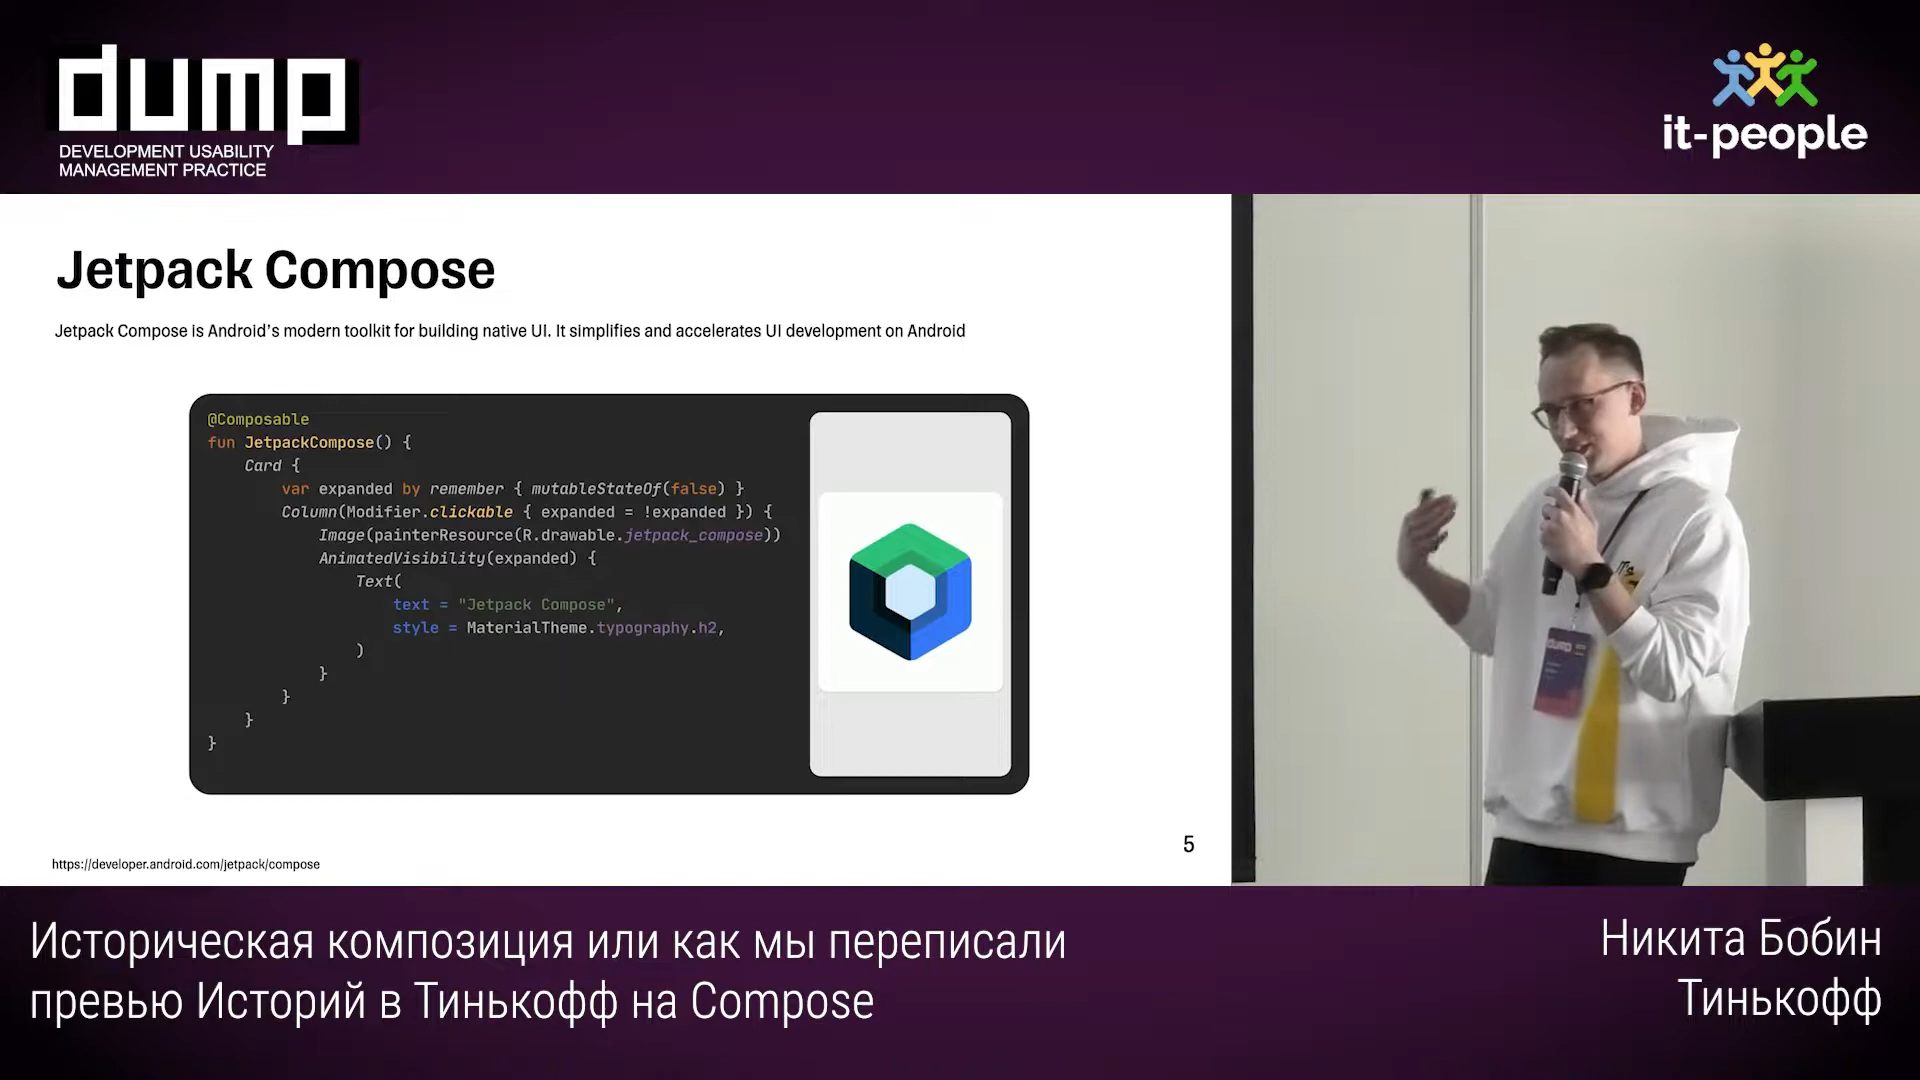 dump
DEVELOPMENT USABILITY
MANAGEMENT PRACTICE
it-people
Jetpack Compose
Jetpack Compose is Android's modern toolkit for building native UI. It simplifies and accelerates UI development on Android
@Composable
fun JetpackCompose() {
    Card {
        var expanded by remember { mutableStateOf(false) }
        Column(Modifier.clickable { expanded = !expanded }) {
            Image(painterResource(R.drawable.jetpack_compose))
            AnimatedVisibility(expanded) {
                Text(
                    text = "Jetpack Compose",
                    style = MaterialTheme.typography.h2,
                )
            }
        }
    }
}
5
https://developer.android.com/jetpack/compose
dump
Историческая композиция или как мы переписали
превью Историй в Тинькофф на Compose
Никита Бобин
Тинькофф